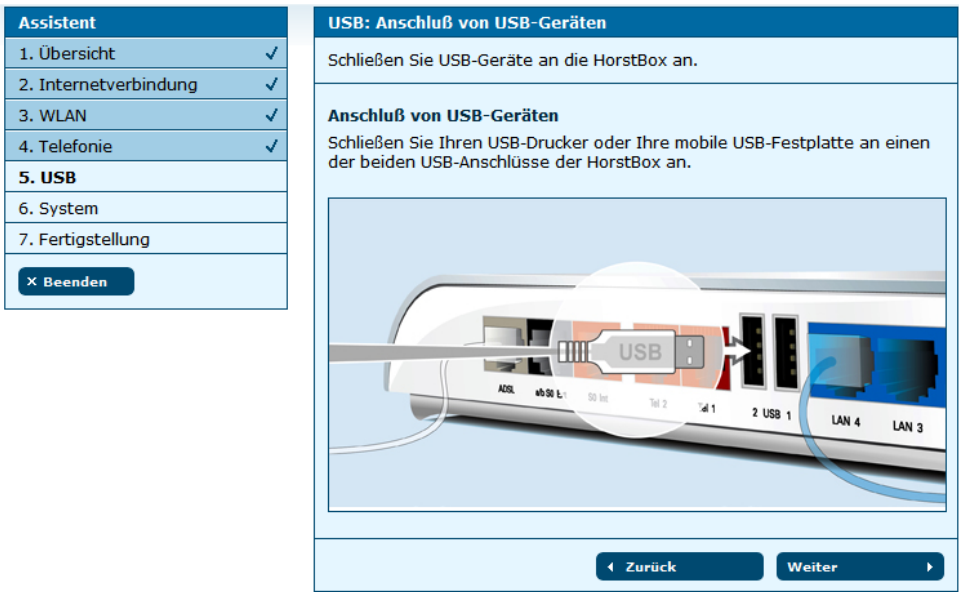 Assistent
1. Übersicht
2. Internetverbindung
3. WLAN
4. Telefonie
5. USB
6. System
7. Fertigstellung
× Beenden
USB: Anschluß von USB-Geräten
Schließen Sie USB-Geräte an die HorstBox an.
Anschluß von USB-Geräten
Schließen Sie Ihren USB-Drucker oder Ihre mobile USB-Festplatte an einen
der beiden USB-Anschlüsse der HorstBox an.
USB
ADSL
a/b S0
S0 Int
Tel 2
Tel 1
2 USB 1
LAN 4
LAN 3
Zurück
Weiter